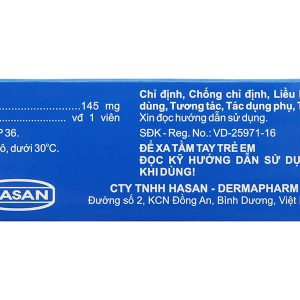 145 mg
vđ 1 viên
P 36.
ô, dưới 30°C.
HASAN
Chỉ định, Chống chỉ định, Liều
dùng, Tương tác, Tác dụng phụ, T
Xin đọc hướng dẫn sử dụng.
SĐK - Reg. No.: VD-25971-16
ĐỂ XA TẦM TAY TRẺ EM
ĐỌC KỸ HƯỚNG DẪN SỬ DỤ
KHI DÙNG!
CTY TNHH HASAN - DERMAPHARM
Đường số 2, KCN Đồng An, Bình Dương, Việt